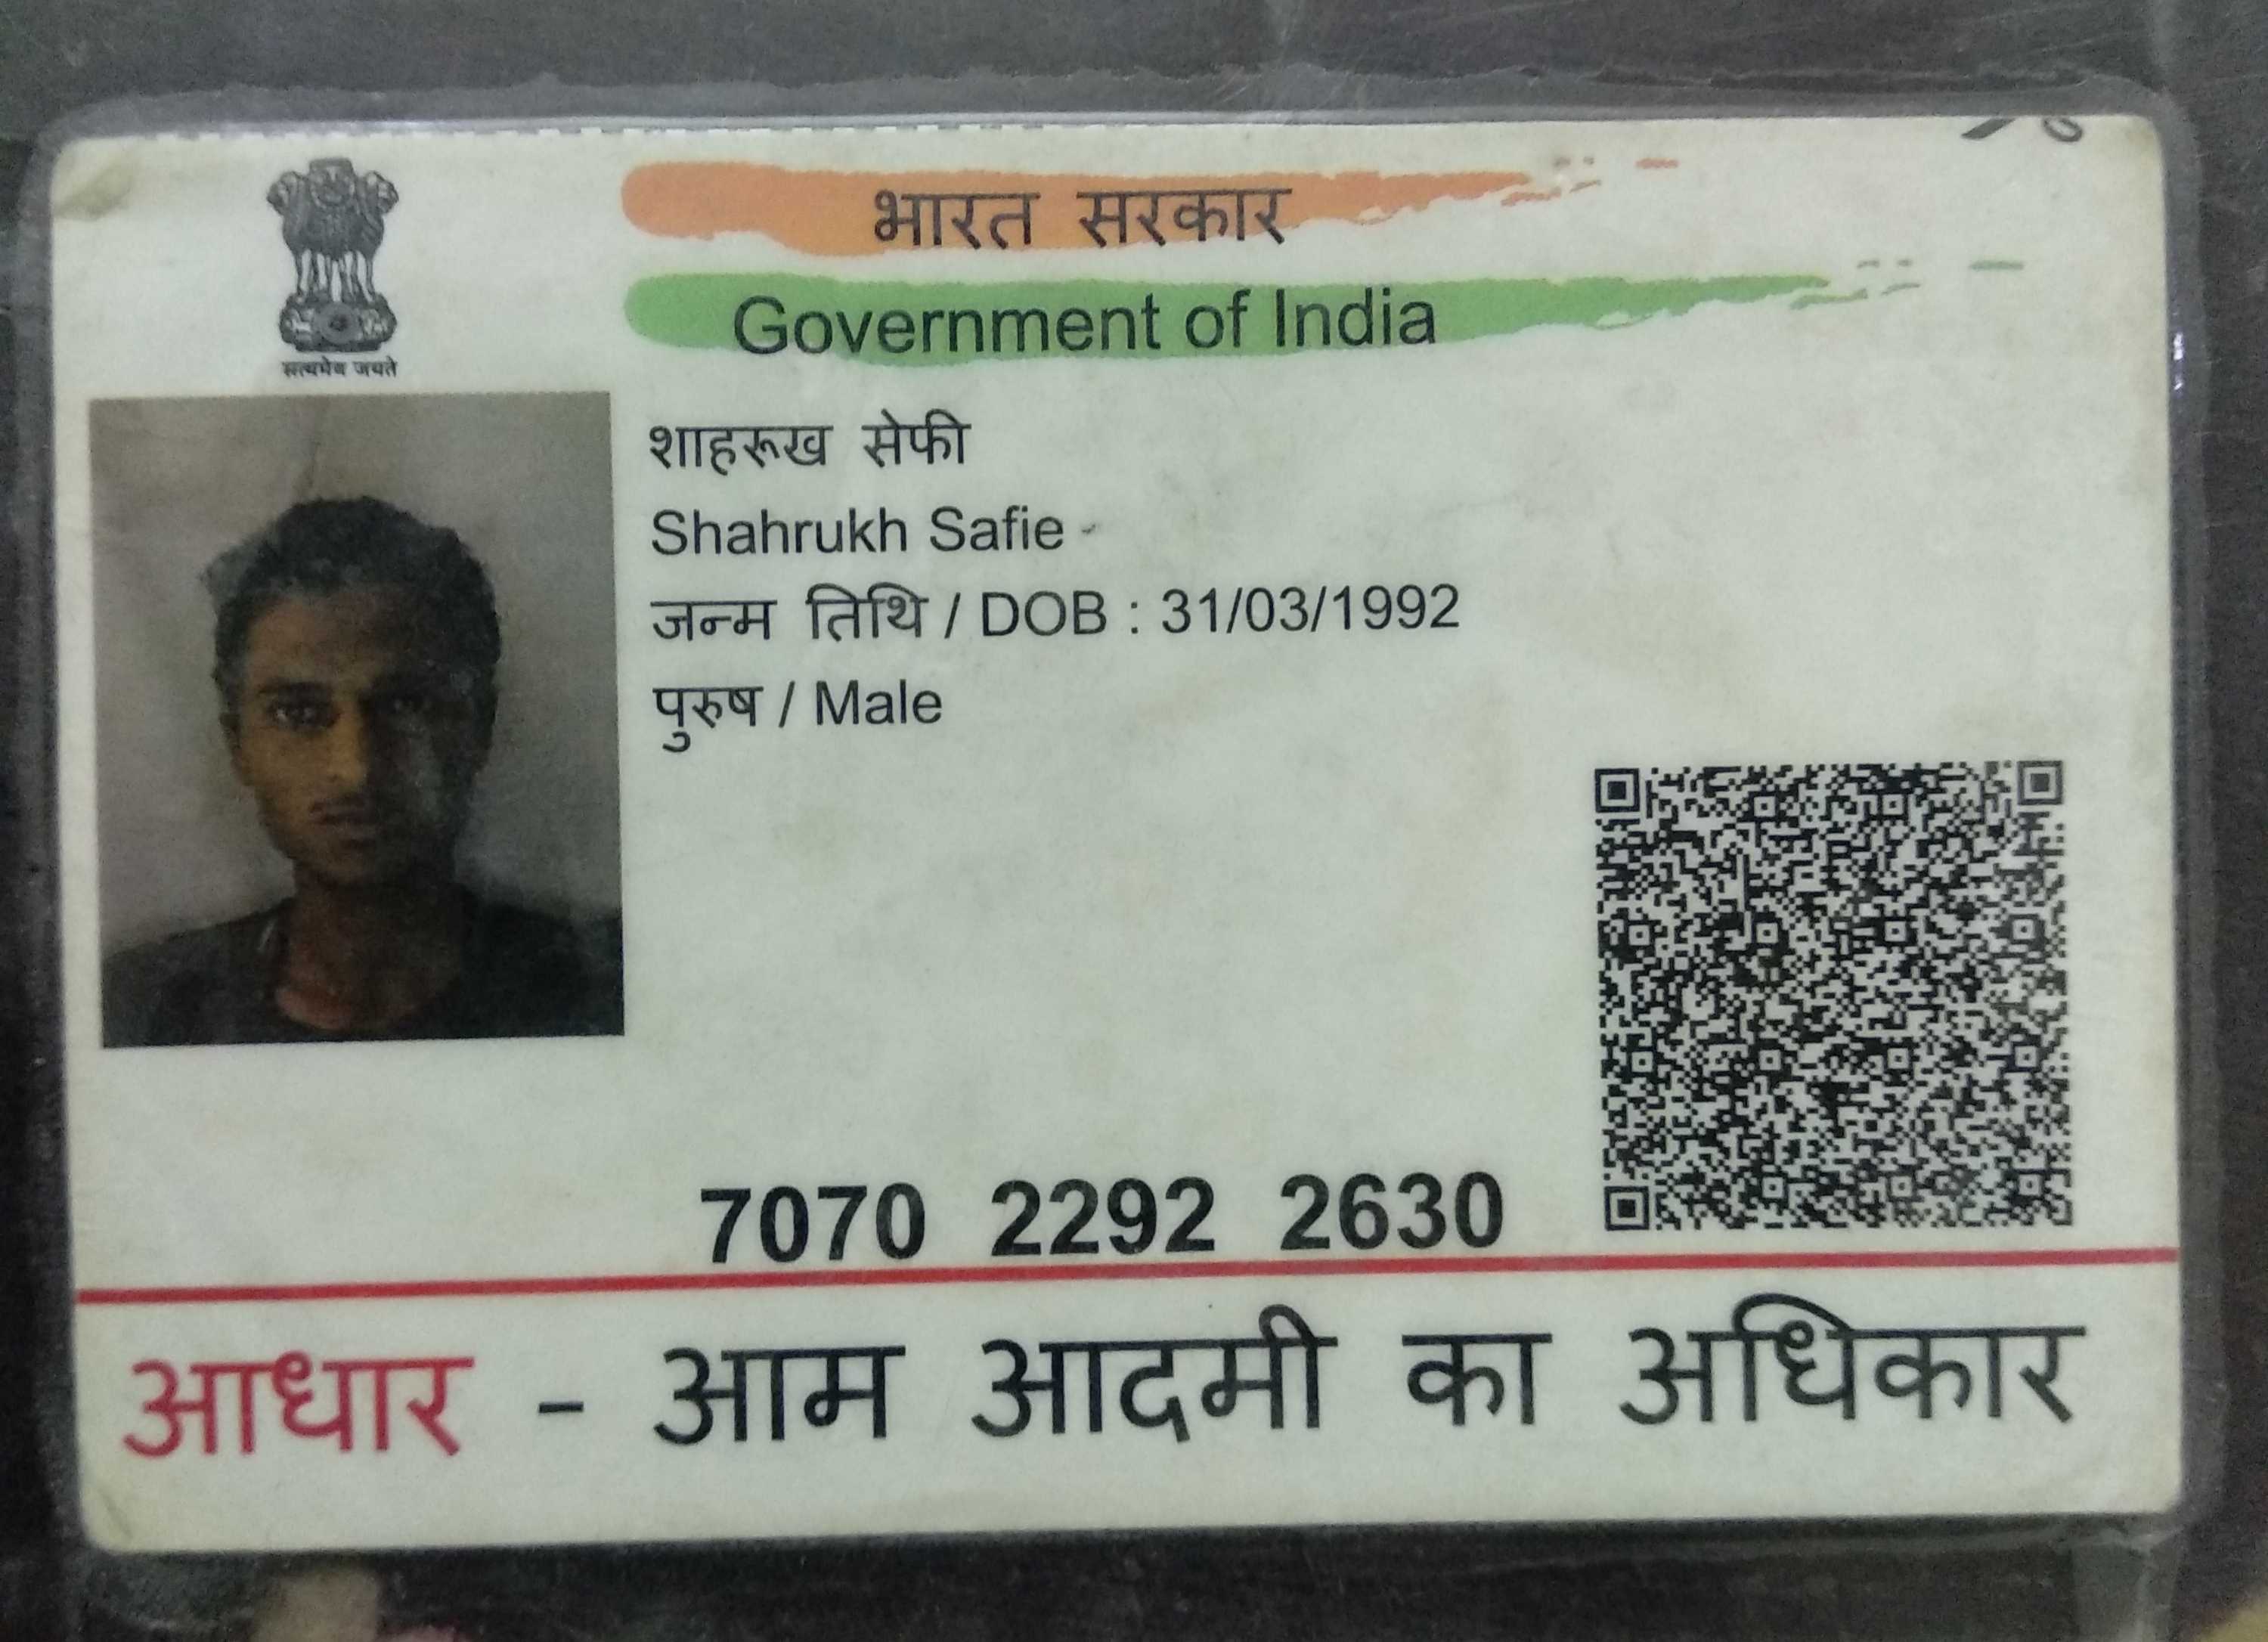 भारत सरकार
Government of India
सत्यमेव जयते
शाहरूख सेफी
Shahrukh Safie
जन्म तिथि / DOB : 31/03/1992
पुरुष / Male
7070 2292 2630
आधार - आम आदमी का अधिकार